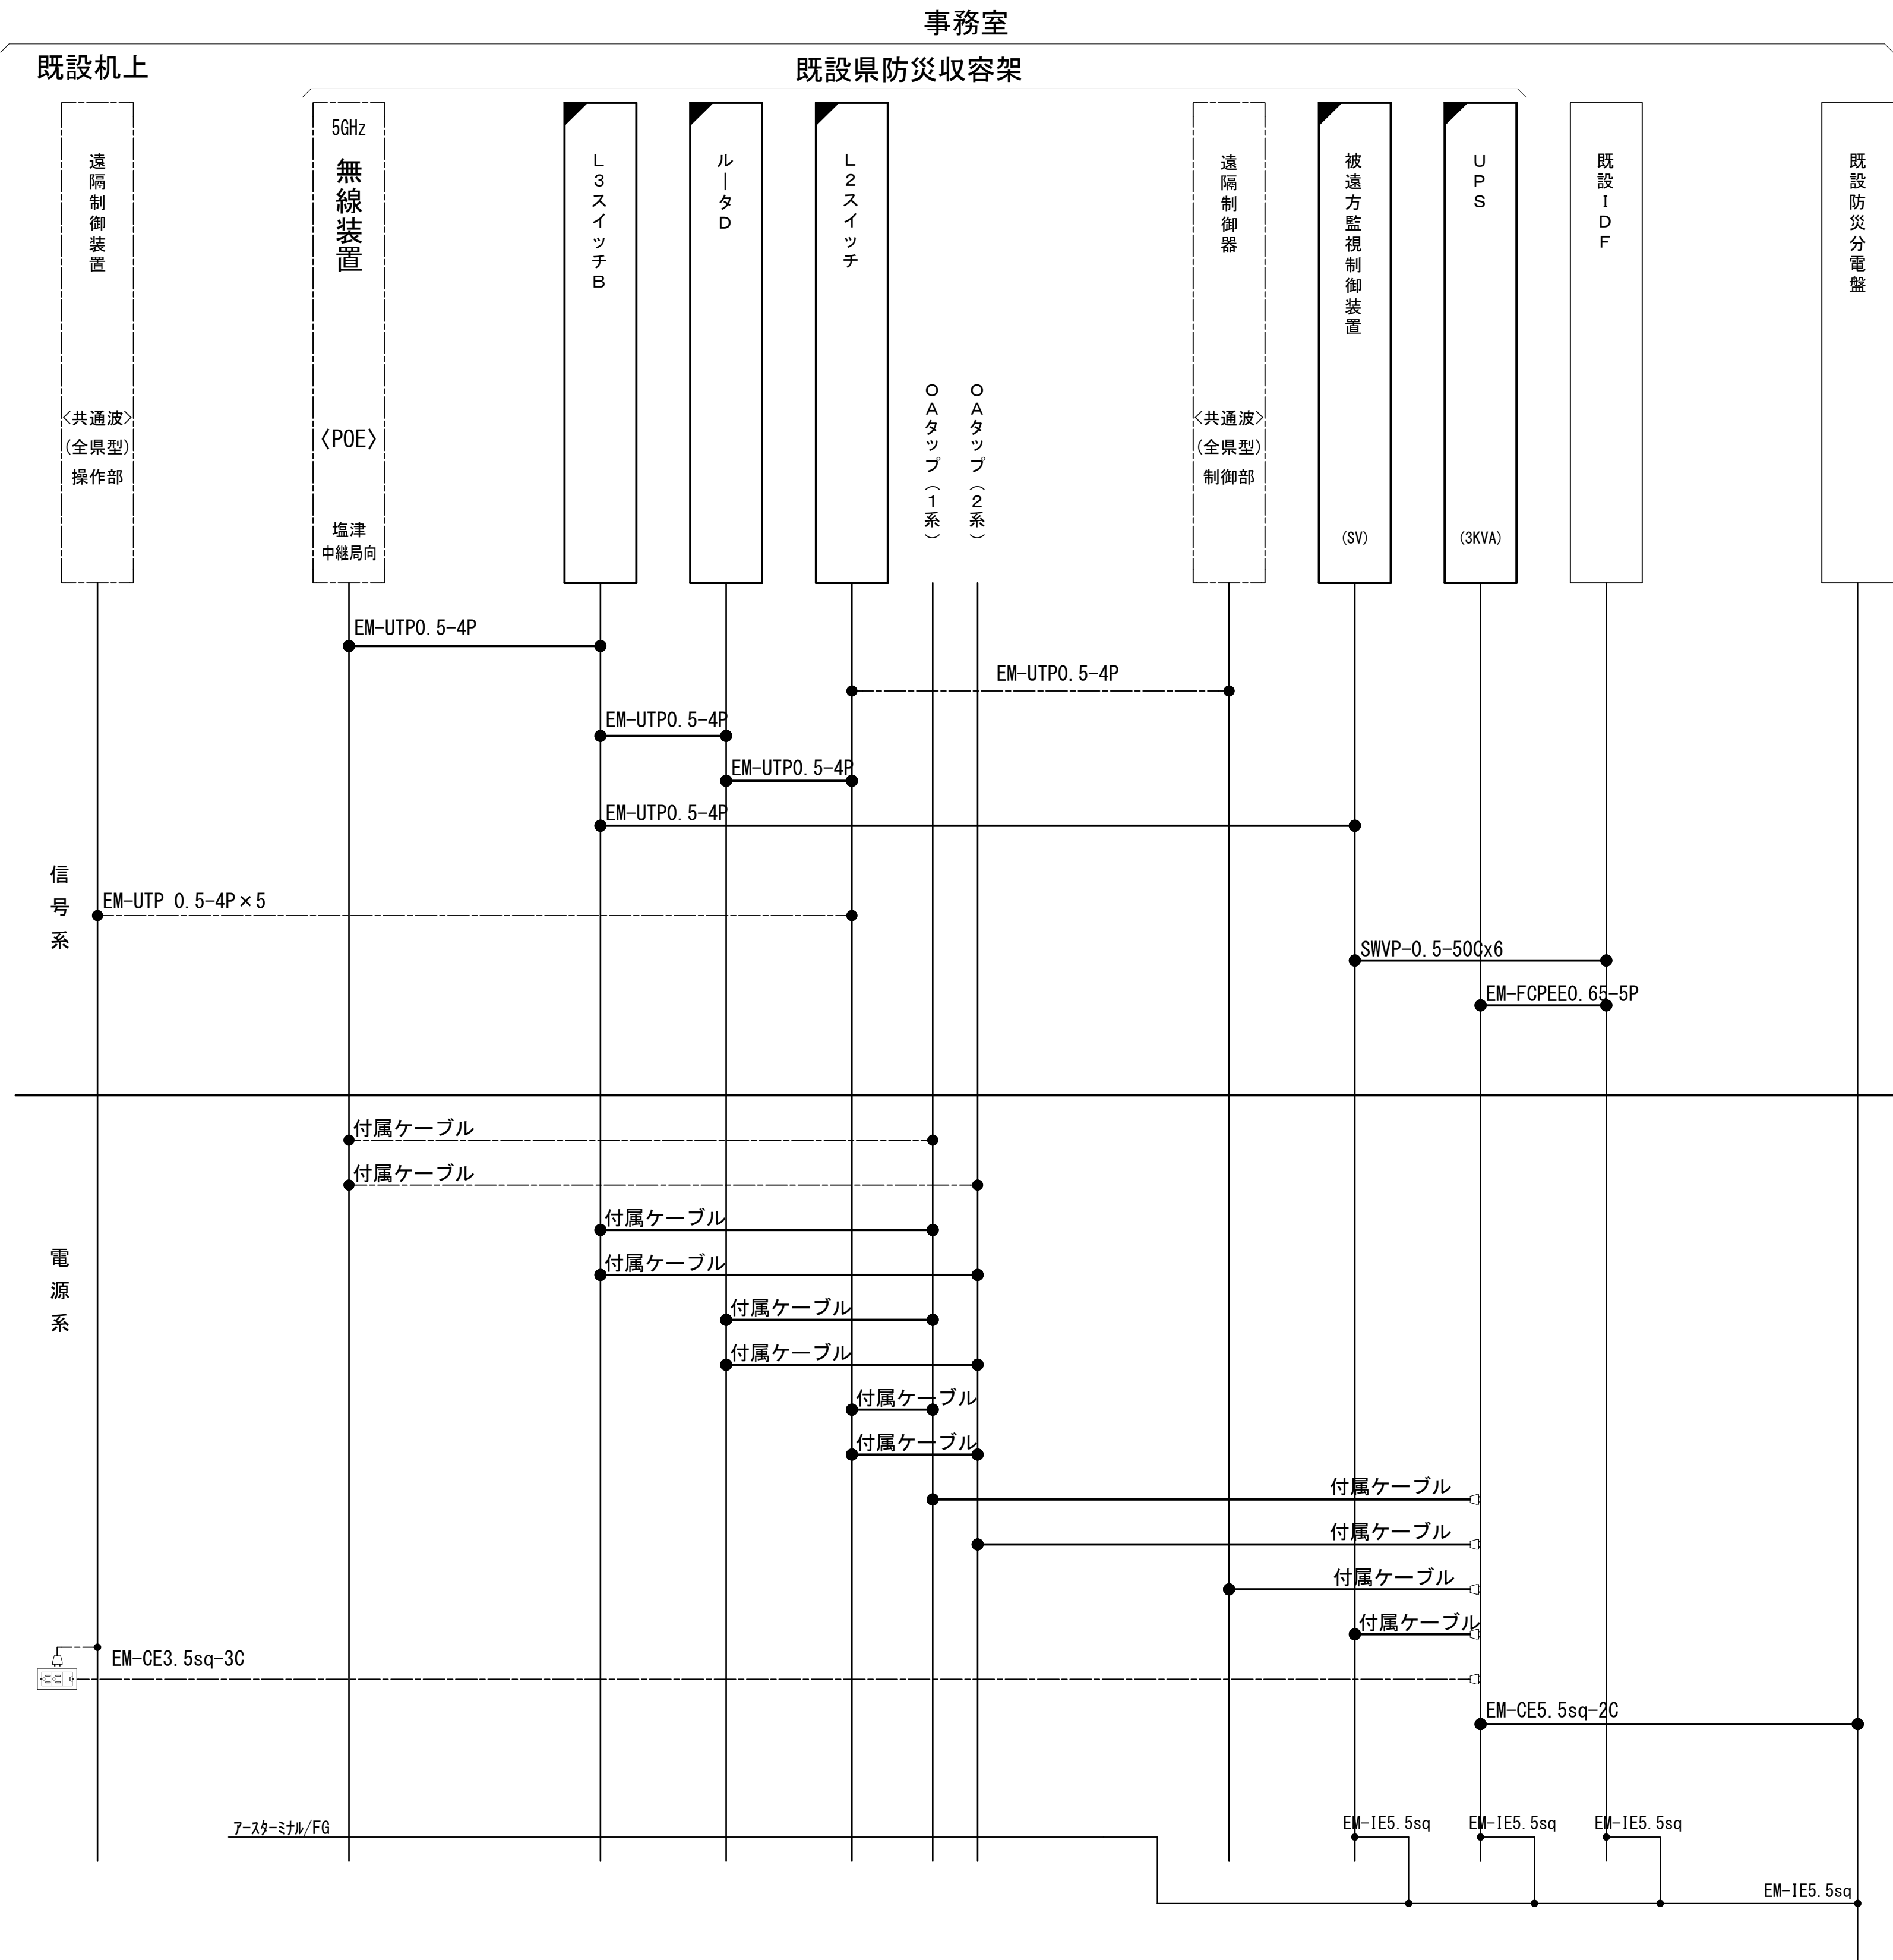 事務室
既設机上
既設県防災収容架
遠隔制御装置
<共通波>
(全県型)
操作部
5GHz
無線装置
〈POE〉
塩津
中継局向
L3スイッチB
ルータD
L2スイッチ
OAタップ(1系)
OAタップ(2系)
遠隔制御器
<共通波>
(全県型)
制御部
被遠方監視制御装置
(SV)
UPS
(3KVA)
既設IDF
既設防災分電盤
信号系
EM-UTP0.5-4P
EM-UTP0.5-4P
EM-UTP0.5-4P
EM-UTP0.5-4P
EM-UTP0.5-4P
EM-UTP 0.5-4P×5
SWVP-0.5-50Cx6
EM-FCPEE0.65-5P
電源系
付属ケーブル
付属ケーブル
付属ケーブル
付属ケーブル
付属ケーブル
付属ケーブル
付属ケーブル
付属ケーブル
付属ケーブル
付属ケーブル
付属ケーブル
付属ケーブル
EM-CE3.5sq-3C
EM-CE5.5sq-2C
アースターミナル/FG
EM-IE5.5sq
EM-IE5.5sq
EM-IE5.5sq
EM-IE5.5sq